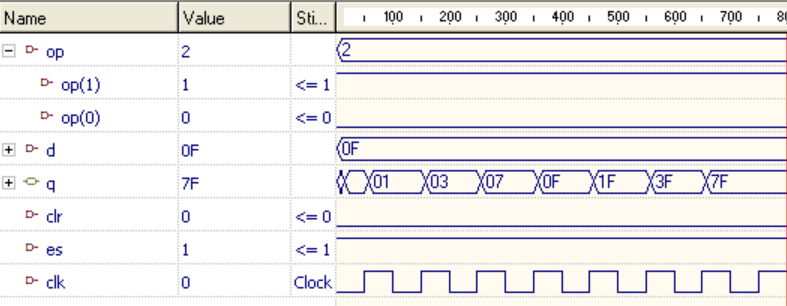 Name Value Sti... 100 200 300 400 500 600 700 80
op 2 2
op(1) 1 <= 1
op(0) 0 <= 0
d 0F 0F
q 7F 01 03 07 0F 1F 3F 7F
clr 0 <= 0
es 1 <= 1
clk 0 Clock